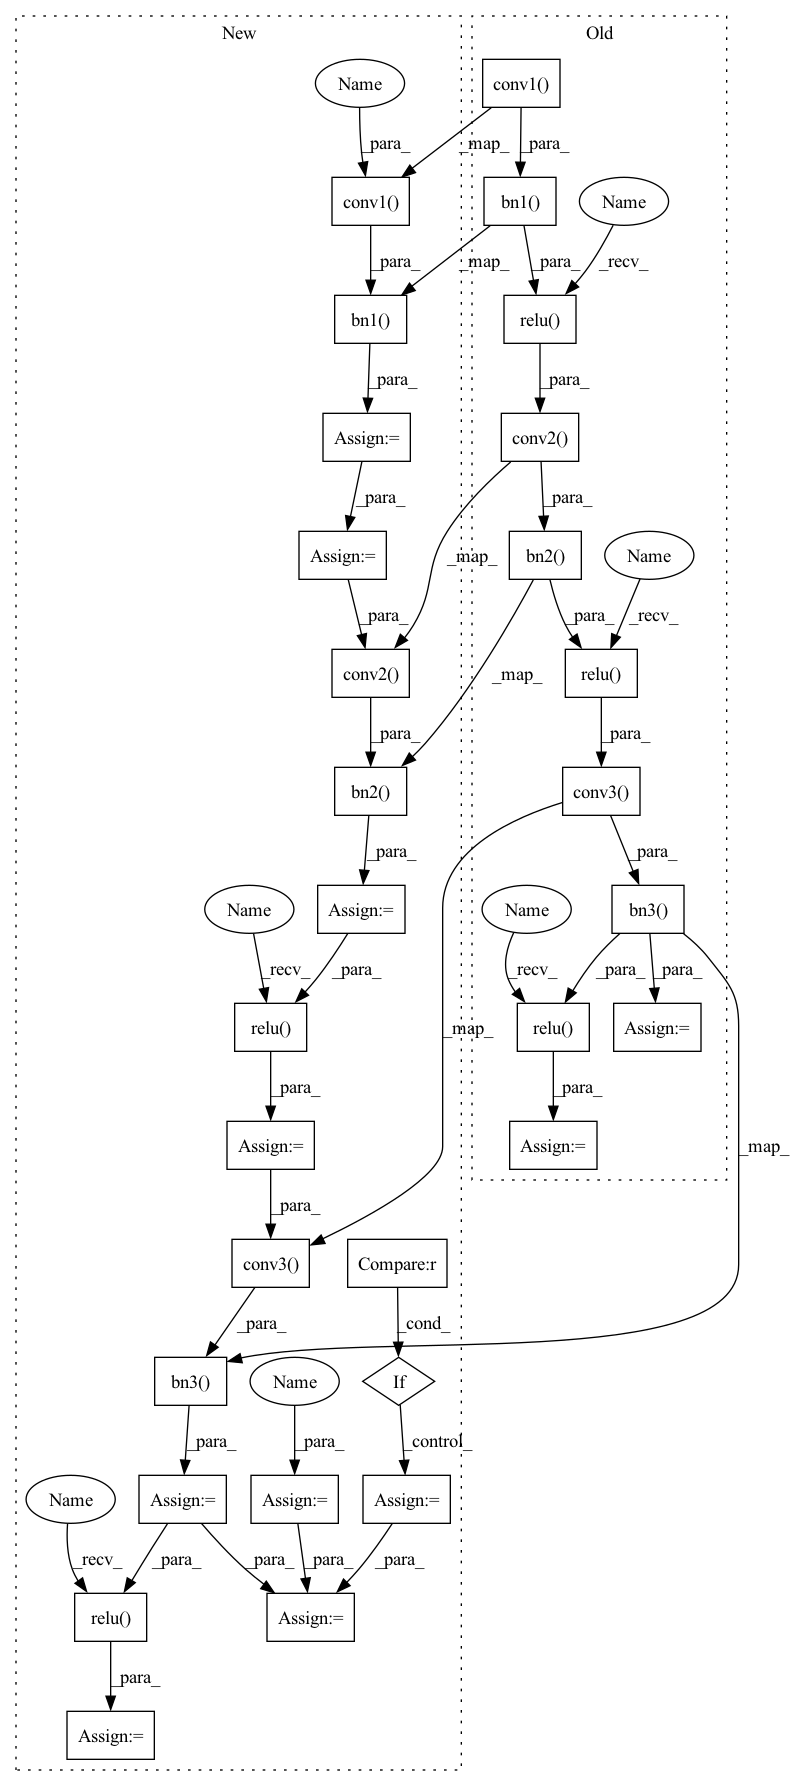 New Old
Name conv1()
_para_ _map_ _para_
conv1() bn1() Name
_para_ _map_ _para_ _recv_
bn1() relu()
_para_ _para_
Assign:= conv2()
_para_ _para_
Assign:= bn2() Name
_para_ _map_ _para_ _recv_
conv2() _map_ relu()
_para_ _para_
bn2() conv3()
_para_ _para_
Name Assign:= Name bn3()
_recv_ _para_ _recv_ _para_ _para_
relu() _map_ relu() Assign:=
_para_ _para_
Assign:= Assign:= _map_
_para_
conv3() Compare:r
_para_ _cond_
bn3() Name If
_para_ _para_ _control_
Name Assign:= Assign:= Assign:=
_recv_ _para_ _para_ _para_ _para_
relu() Assign:=
_para_
Assign:=